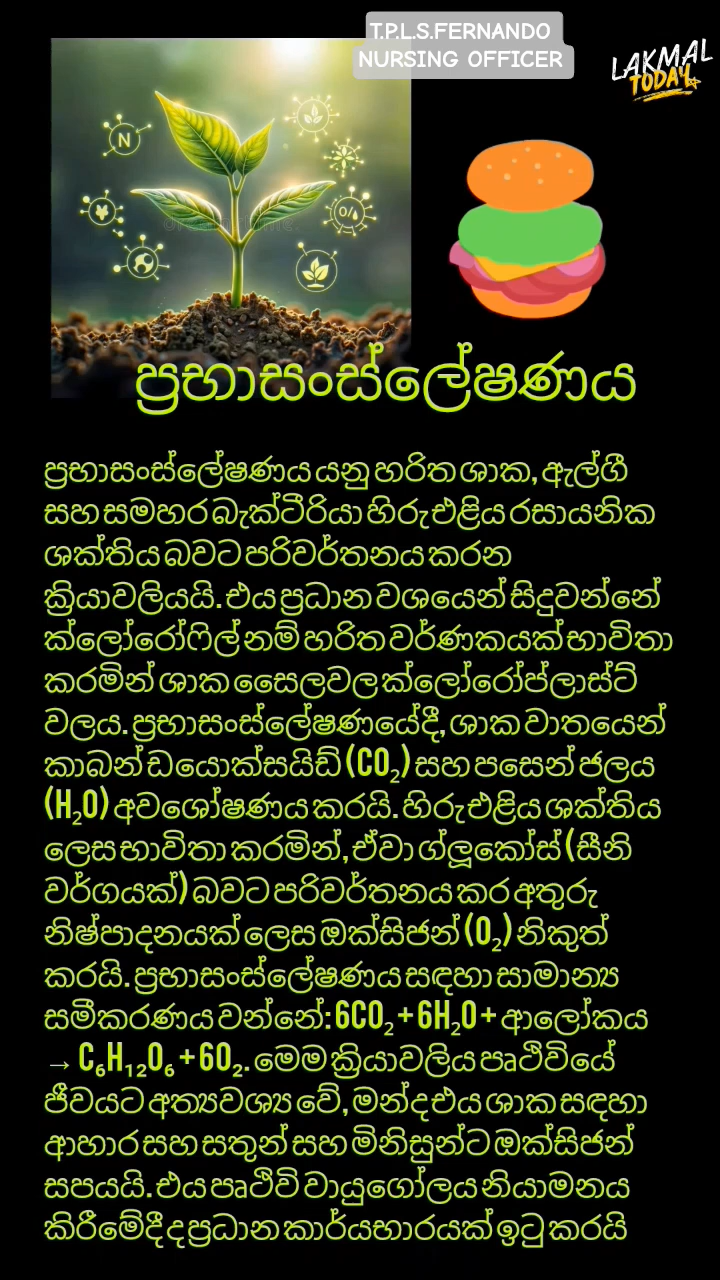 T.P.L.S.FERNANDO
NURSING OFFICER
LAKMAL
TODAY
N
ප්‍රභාසංස්ලේෂණය
ප්‍රභාසංස්ලේෂණය යනු හරිත ශාක, ඇල්ගී
සහ සමහර බැක්ටීරියා හිරු එළිය රසායනික
ශක්තිය බවට පරිවර්තනය කරන
ක්‍රියාවලියයි. එය ප්‍රධාන වශයෙන් සිදුවන්නේ
ක්ලෝරෝෆිල් නම් හරිත වර්ණකයක් භාවිතා
කරමින් ශාක සෛලවල ක්ලෝරෝප්ලාස්ට්
වලය. ප්‍රභාසංස්ලේෂණයේදී, ශාක වාතයෙන්
කාබන් ඩයොක්සයිඩ් (CO₂) සහ පසෙන් ජලය
(H₂O) අවශෝෂණය කරයි. හිරු එළිය ශක්තිය
ලෙස භාවිතා කරමින්, ඒවා ග්ලූකෝස් (සීනි
වර්ගයක්) බවට පරිවර්තනය කර අතුරු
නිෂ්පාදනයක් ලෙස ඔක්සිජන් (O₂) නිකුත්
කරයි. ප්‍රභාසංස්ලේෂණය සඳහා සාමාන්‍ය
සමීකරණය වන්නේ: 6CO₂ + 6H₂O + ආලෝකය
→ C₆H₁₂O₆ + 6O₂. මෙම ක්‍රියාවලිය පෘථිවියේ
ජීවයට අත්‍යවශ්‍ය වේ, මන්ද එය ශාක සඳහා
ආහාර සහ සතුන් සහ මිනිසුන්ට ඔක්සිජන්
සපයයි. එය පෘථිවි වායුගෝලය නියාමනය
කිරීමේදී ද ප්‍රධාන කාර්යභාරයක් ඉටු කරයි